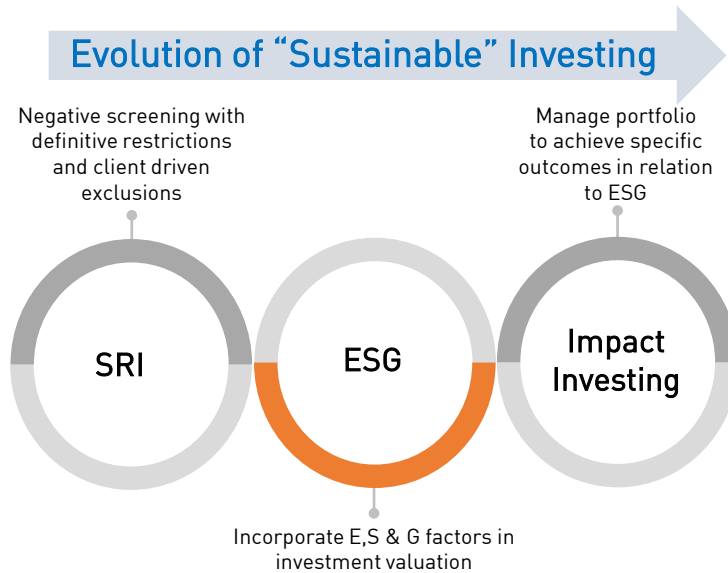 Evolution of “Sustainable” Investing
Negative screening with
definitive restrictions
and client driven
exclusions
Manage portfolio
to achieve specific
outcomes in relation
to ESG
SRI
ESG
Impact
Investing
Incorporate E,S & G factors in
investment valuation